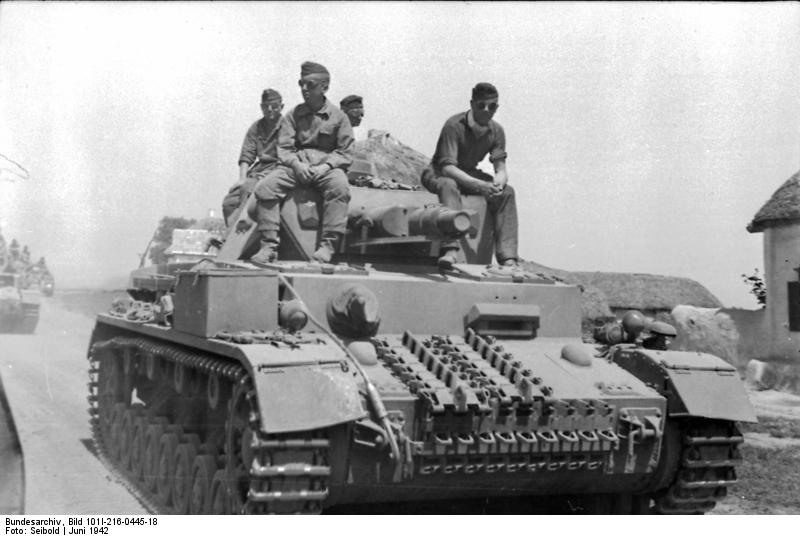 Bundesarchiv, Bild 101I-216-0445-18
Foto: Seibold | Juni 1942